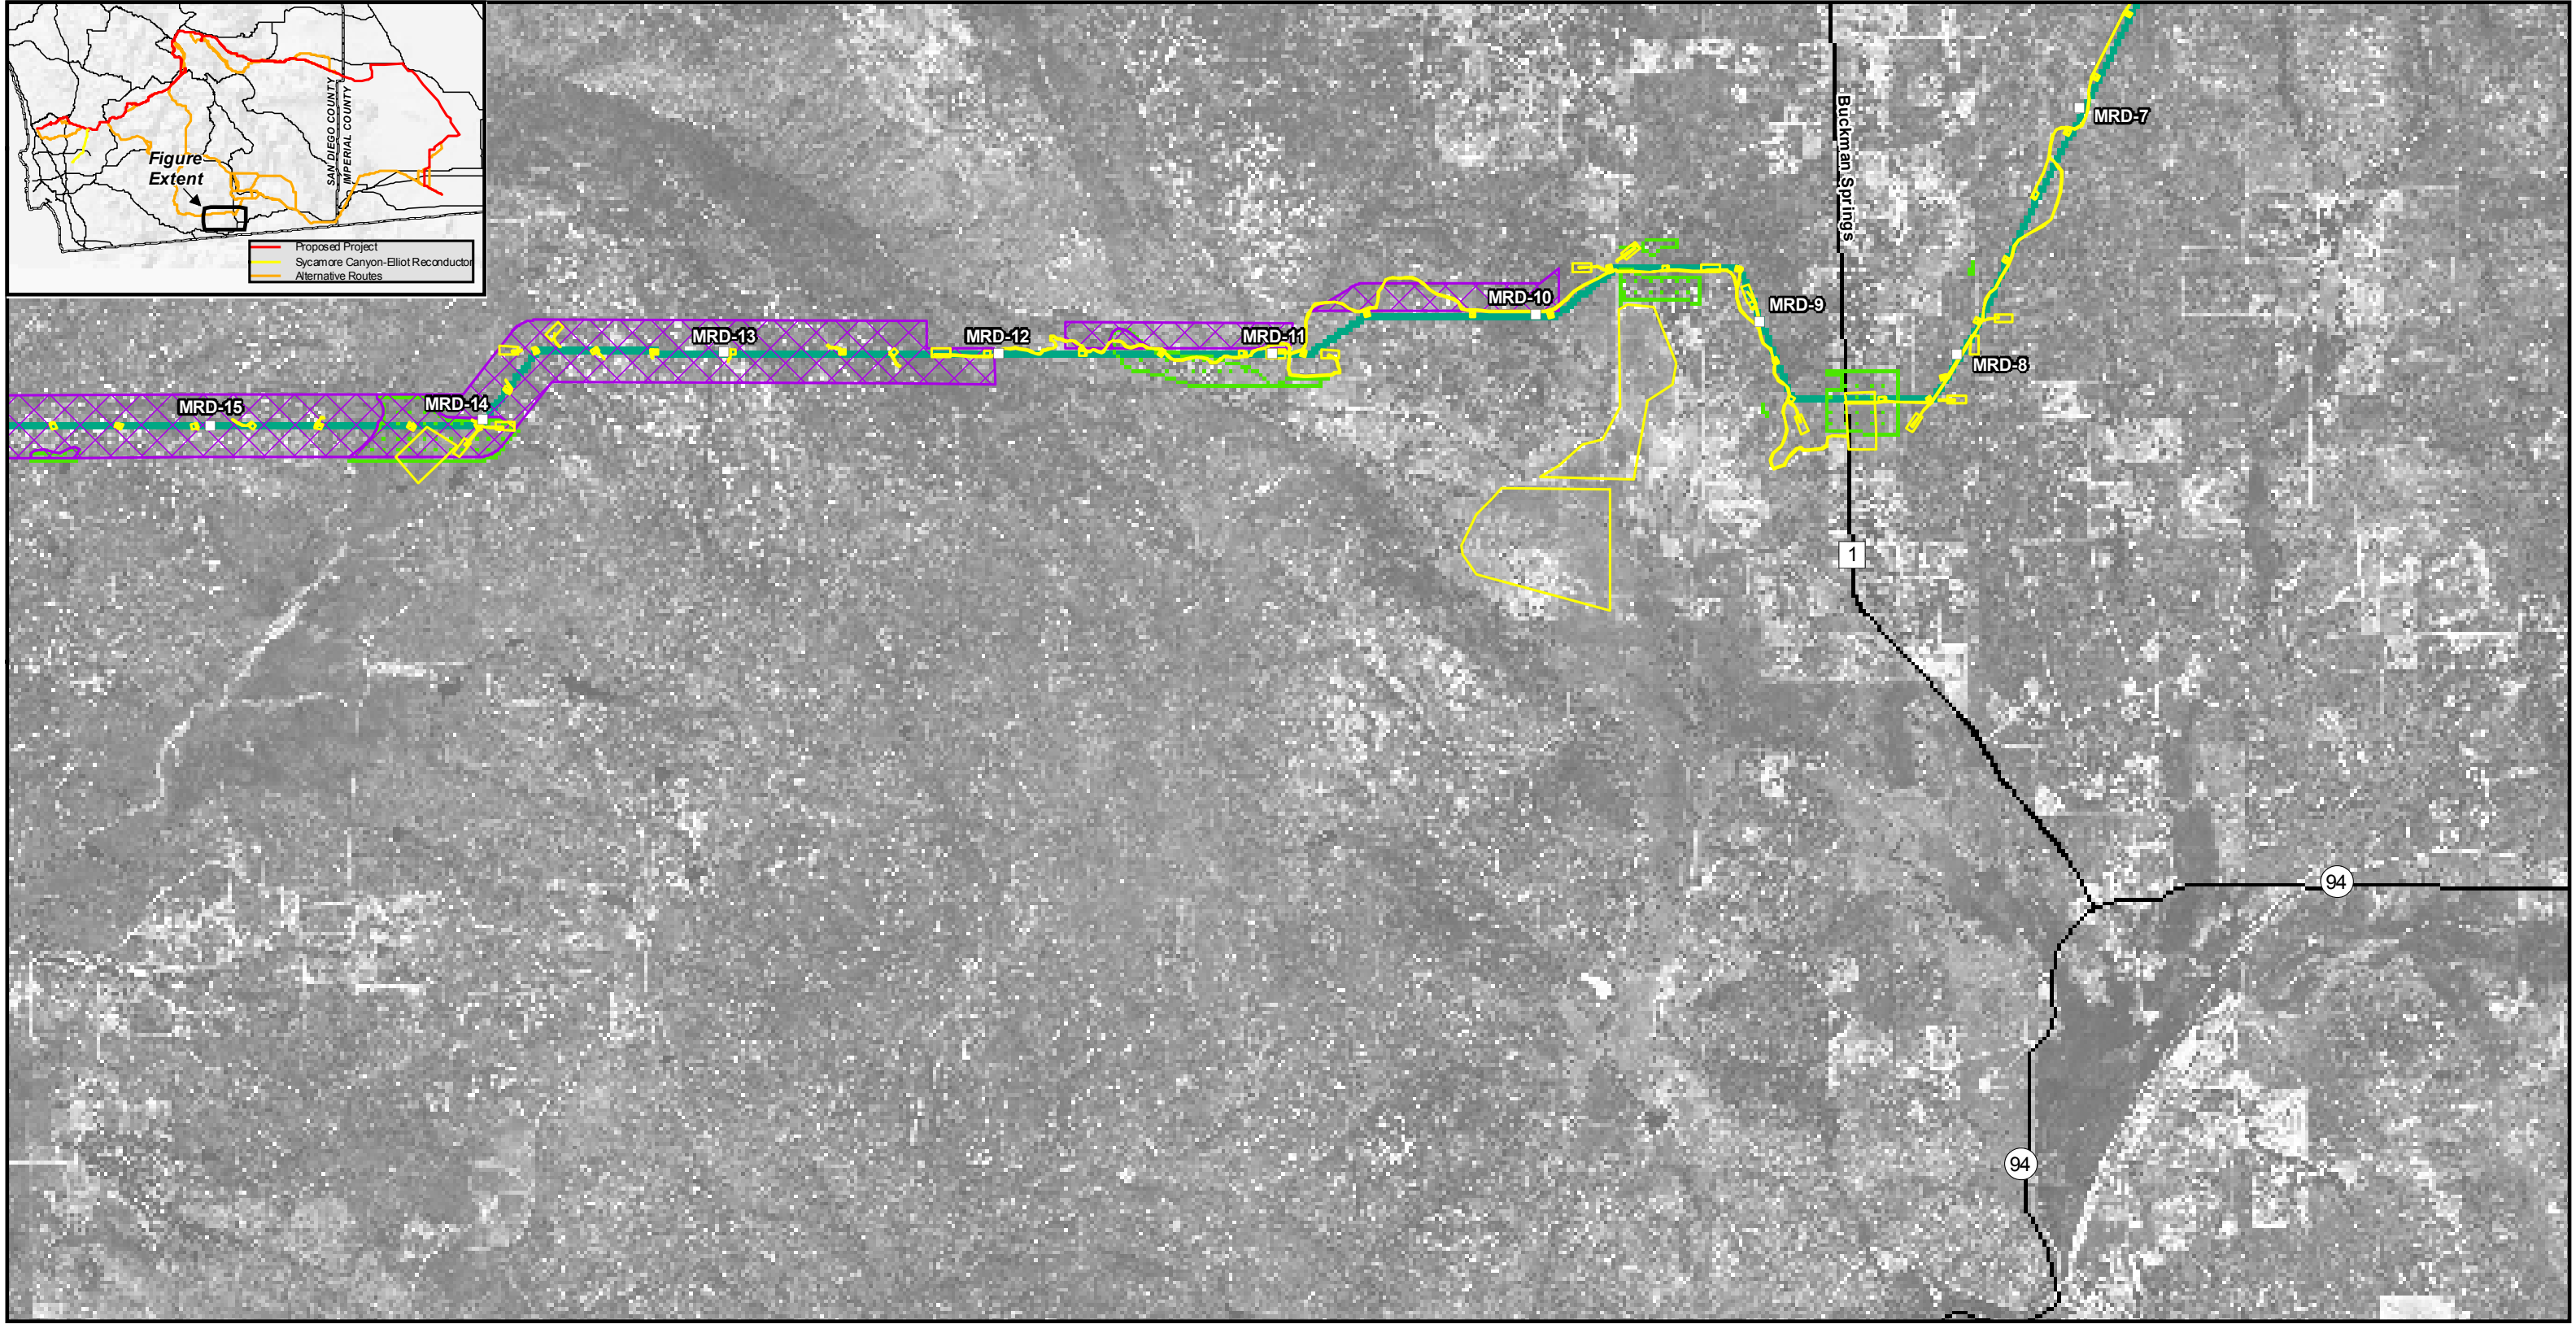 SAN DIEGO COUNTY
IMPERIAL COUNTY
Figure
Extent
Proposed Project
Sycamore Canyon-Elliot Reconductor
Alternative Routes
Buckman Springs
MRD-7
MRD-8
MRD-9
MRD-10
MRD-11
MRD-12
MRD-13
MRD-14
MRD-15
1
94
94